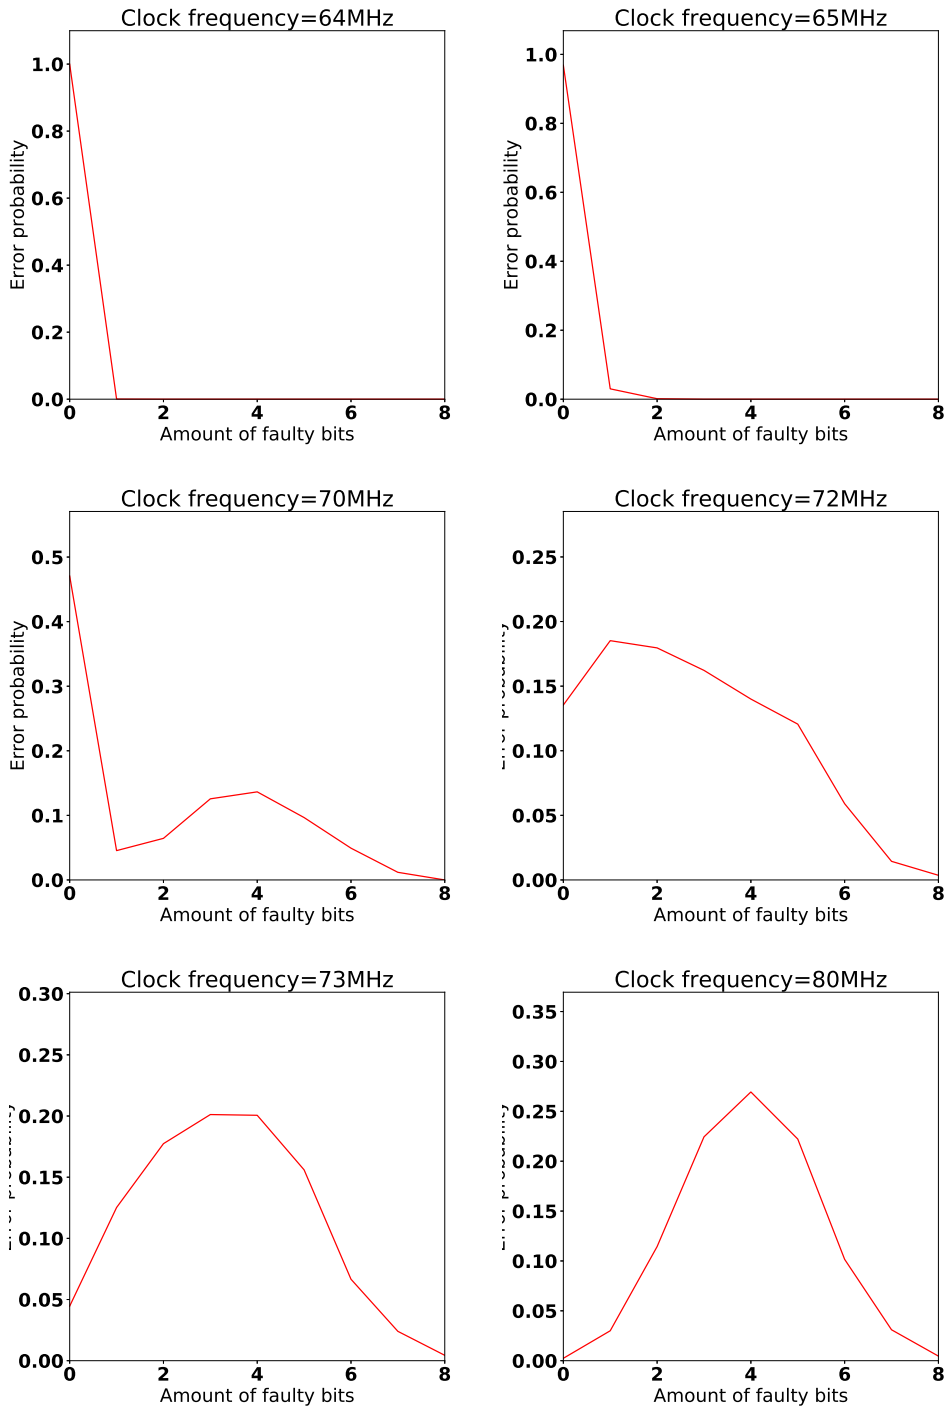 Clock frequency=64MHz
Error probability
1.0
0.8
0.6
0.4
0.2
0.0
0 2 4 6 8
Amount of faulty bits
Clock frequency=65MHz
Error probability
1.0
0.8
0.6
0.4
0.2
0.0
0 2 4 6 8
Amount of faulty bits
Clock frequency=70MHz
Error probability
0.5
0.4
0.3
0.2
0.1
0.0
0 2 4 6 8
Amount of faulty bits
Clock frequency=72MHz
Error probability
0.25
0.20
0.15
0.10
0.05
0.00
0 2 4 6 8
Amount of faulty bits
Clock frequency=73MHz
Error probability
0.30
0.25
0.20
0.15
0.10
0.05
0.00
0 2 4 6 8
Amount of faulty bits
Clock frequency=80MHz
Error probability
0.35
0.30
0.25
0.20
0.15
0.10
0.05
0.00
0 2 4 6 8
Amount of faulty bits